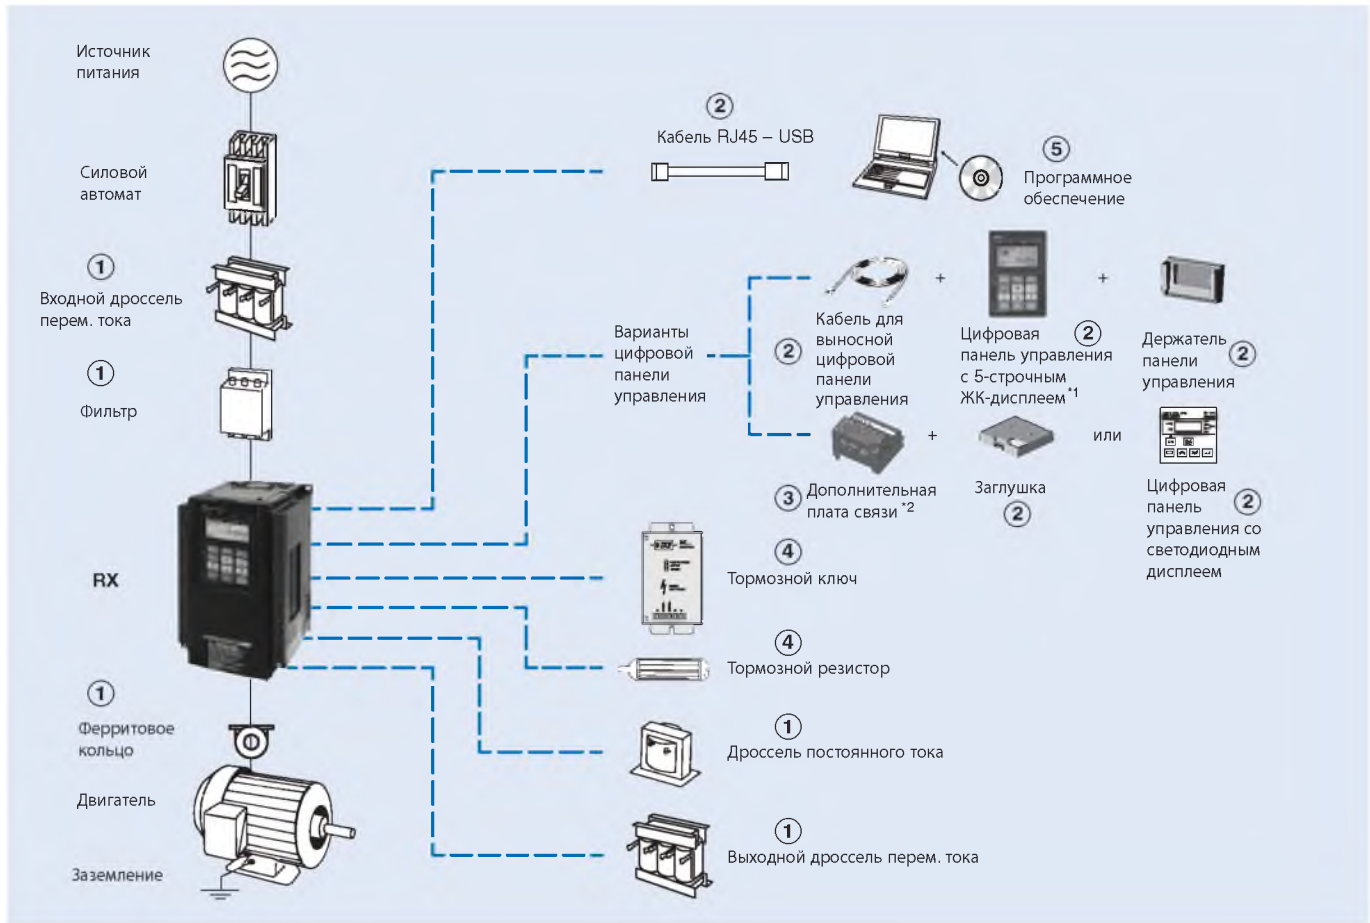 Источник
питания
Силовой
автомат
1
Входной дроссель
перем. тока
1
Фильтр
RX
1
Ферритовое
кольцо
Двигатель
Заземление
2
Кабель RJ45 – USB
5
Программное
обеспечение
Варианты
цифровой
панели
управления
2
Кабель для
выносной
цифровой
панели
управления
+
Цифровая 2
панель управления
с 5-строчным
ЖК-дисплеем *1
+
Держатель
панели 2
управления
3 Дополнительная
плата связи *2
+
Заглушка
2
или
Цифровая
панель 2
управления со
светодиодным
дисплеем
4
Тормозной ключ
4
Тормозной резистор
1
Дроссель постоянного тока
1
Выходной дроссель перем. тока